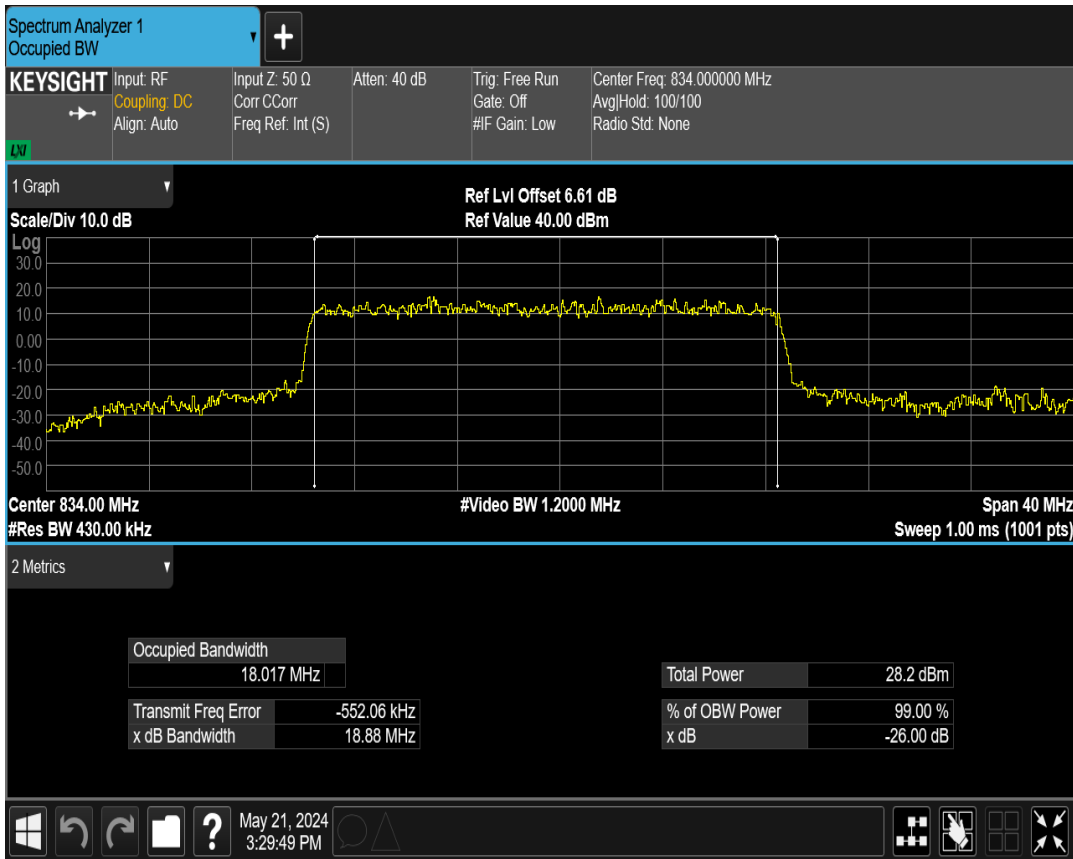 Spectrum Analyzer 1
Occupied BW
+
KEYSIGHT
LXI
Input: RF
Coupling: DC
Align: Auto
Input Z: 50 Ω
Corr CCorr
Freq Ref: Int (S)
Atten: 40 dB
Trig: Free Run
Gate: Off
#IF Gain: Low
Center Freq: 834.000000 MHz
Avg|Hold: 100/100
Radio Std: None
1 Graph
Scale/Div 10.0 dB
Ref Lvl Offset 6.61 dB
Ref Value 40.00 dBm
Log
30.0
20.0
10.0
0.00
-10.0
-20.0
-30.0
-40.0
-50.0
Center 834.00 MHz
#Video BW 1.2000 MHz
Span 40 MHz
#Res BW 430.00 kHz
Sweep 1.00 ms (1001 pts)
2 Metrics
Occupied Bandwidth
18.017 MHz
Total Power 28.2 dBm
Transmit Freq Error -552.06 kHz
% of OBW Power 99.00 %
x dB Bandwidth 18.88 MHz
x dB -26.00 dB
?
May 21, 2024
3:29:49 PM